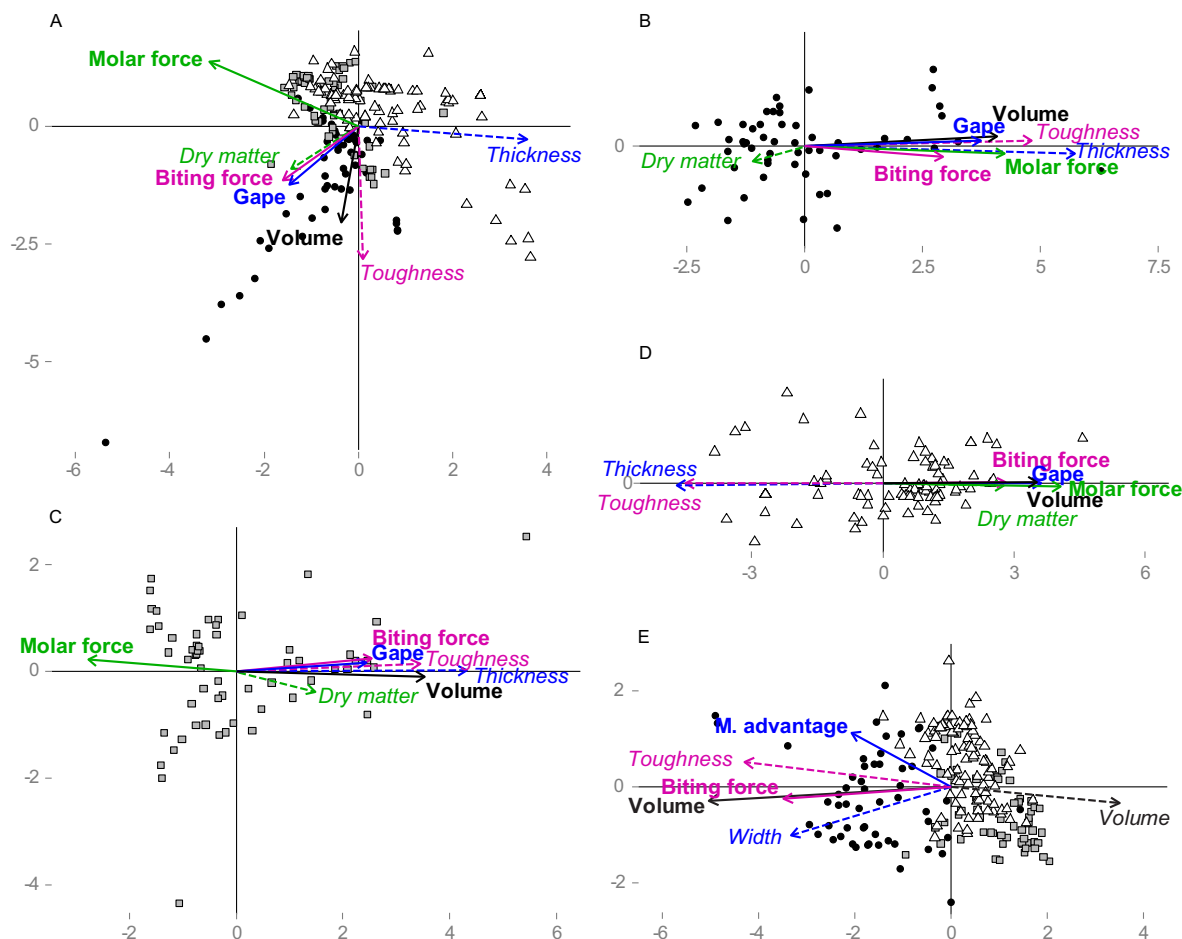 A
Molar force
0
Dry matter
Thickness
Biting force
Gape
Volume
-2.5
Toughness
-5
-6
-4
-2
0
2
4
B
Volume
Gape
Toughness
0
Dry matter
Thickness
Biting force
Molar force
-2.5
0
2.5
5
7.5
D
Biting force
Thickness
Gape
0
Molar force
Toughness
Volume
Dry matter
-3
0
3
6
C
2
Biting force
Molar force
Gape
Toughness
0
Thickness
Volume
Dry matter
-2
-4
-2
0
2
4
6
E
2
M. advantage
Toughness
0
Biting force
Volume
Volume
Width
-2
-6
-4
-2
0
2
4